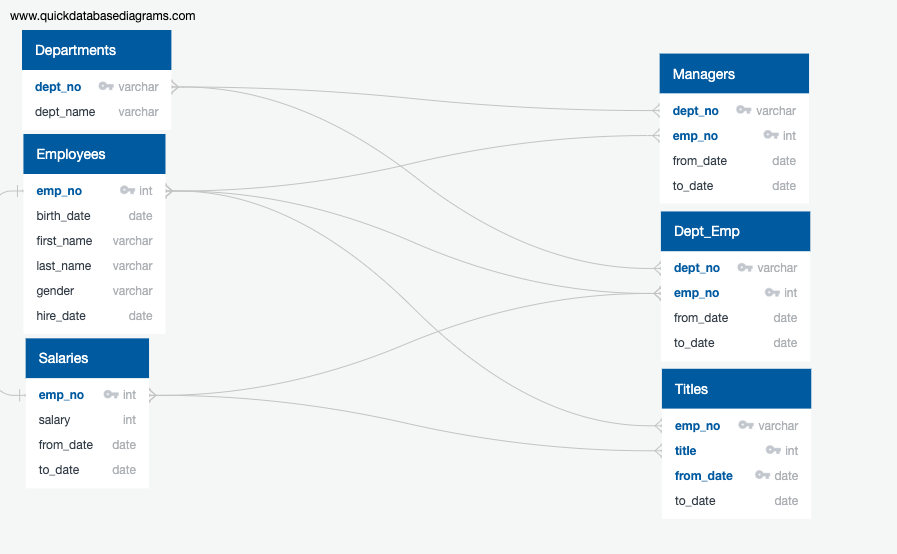 www.quickdatabasediagrams.com
Departments
dept_no varchar
dept_name varchar
Employees
emp_no int
birth_date date
first_name varchar
last_name varchar
gender varchar
hire_date date
Salaries
emp_no int
salary int
from_date date
to_date date
Managers
dept_no varchar
emp_no int
from_date date
to_date date
Dept_Emp
dept_no varchar
emp_no int
from_date date
to_date date
Titles
emp_no varchar
title int
from_date date
to_date date